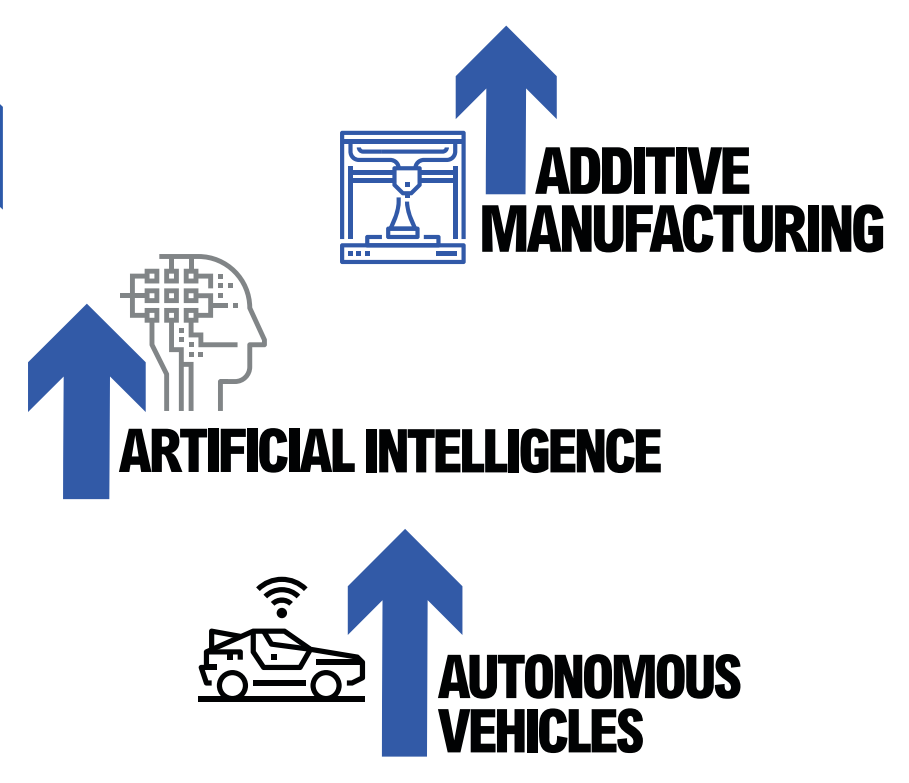 ADDITIVE
MANUFACTURING
ARTIFICIAL INTELLIGENCE
AUTONOMOUS
VEHICLES